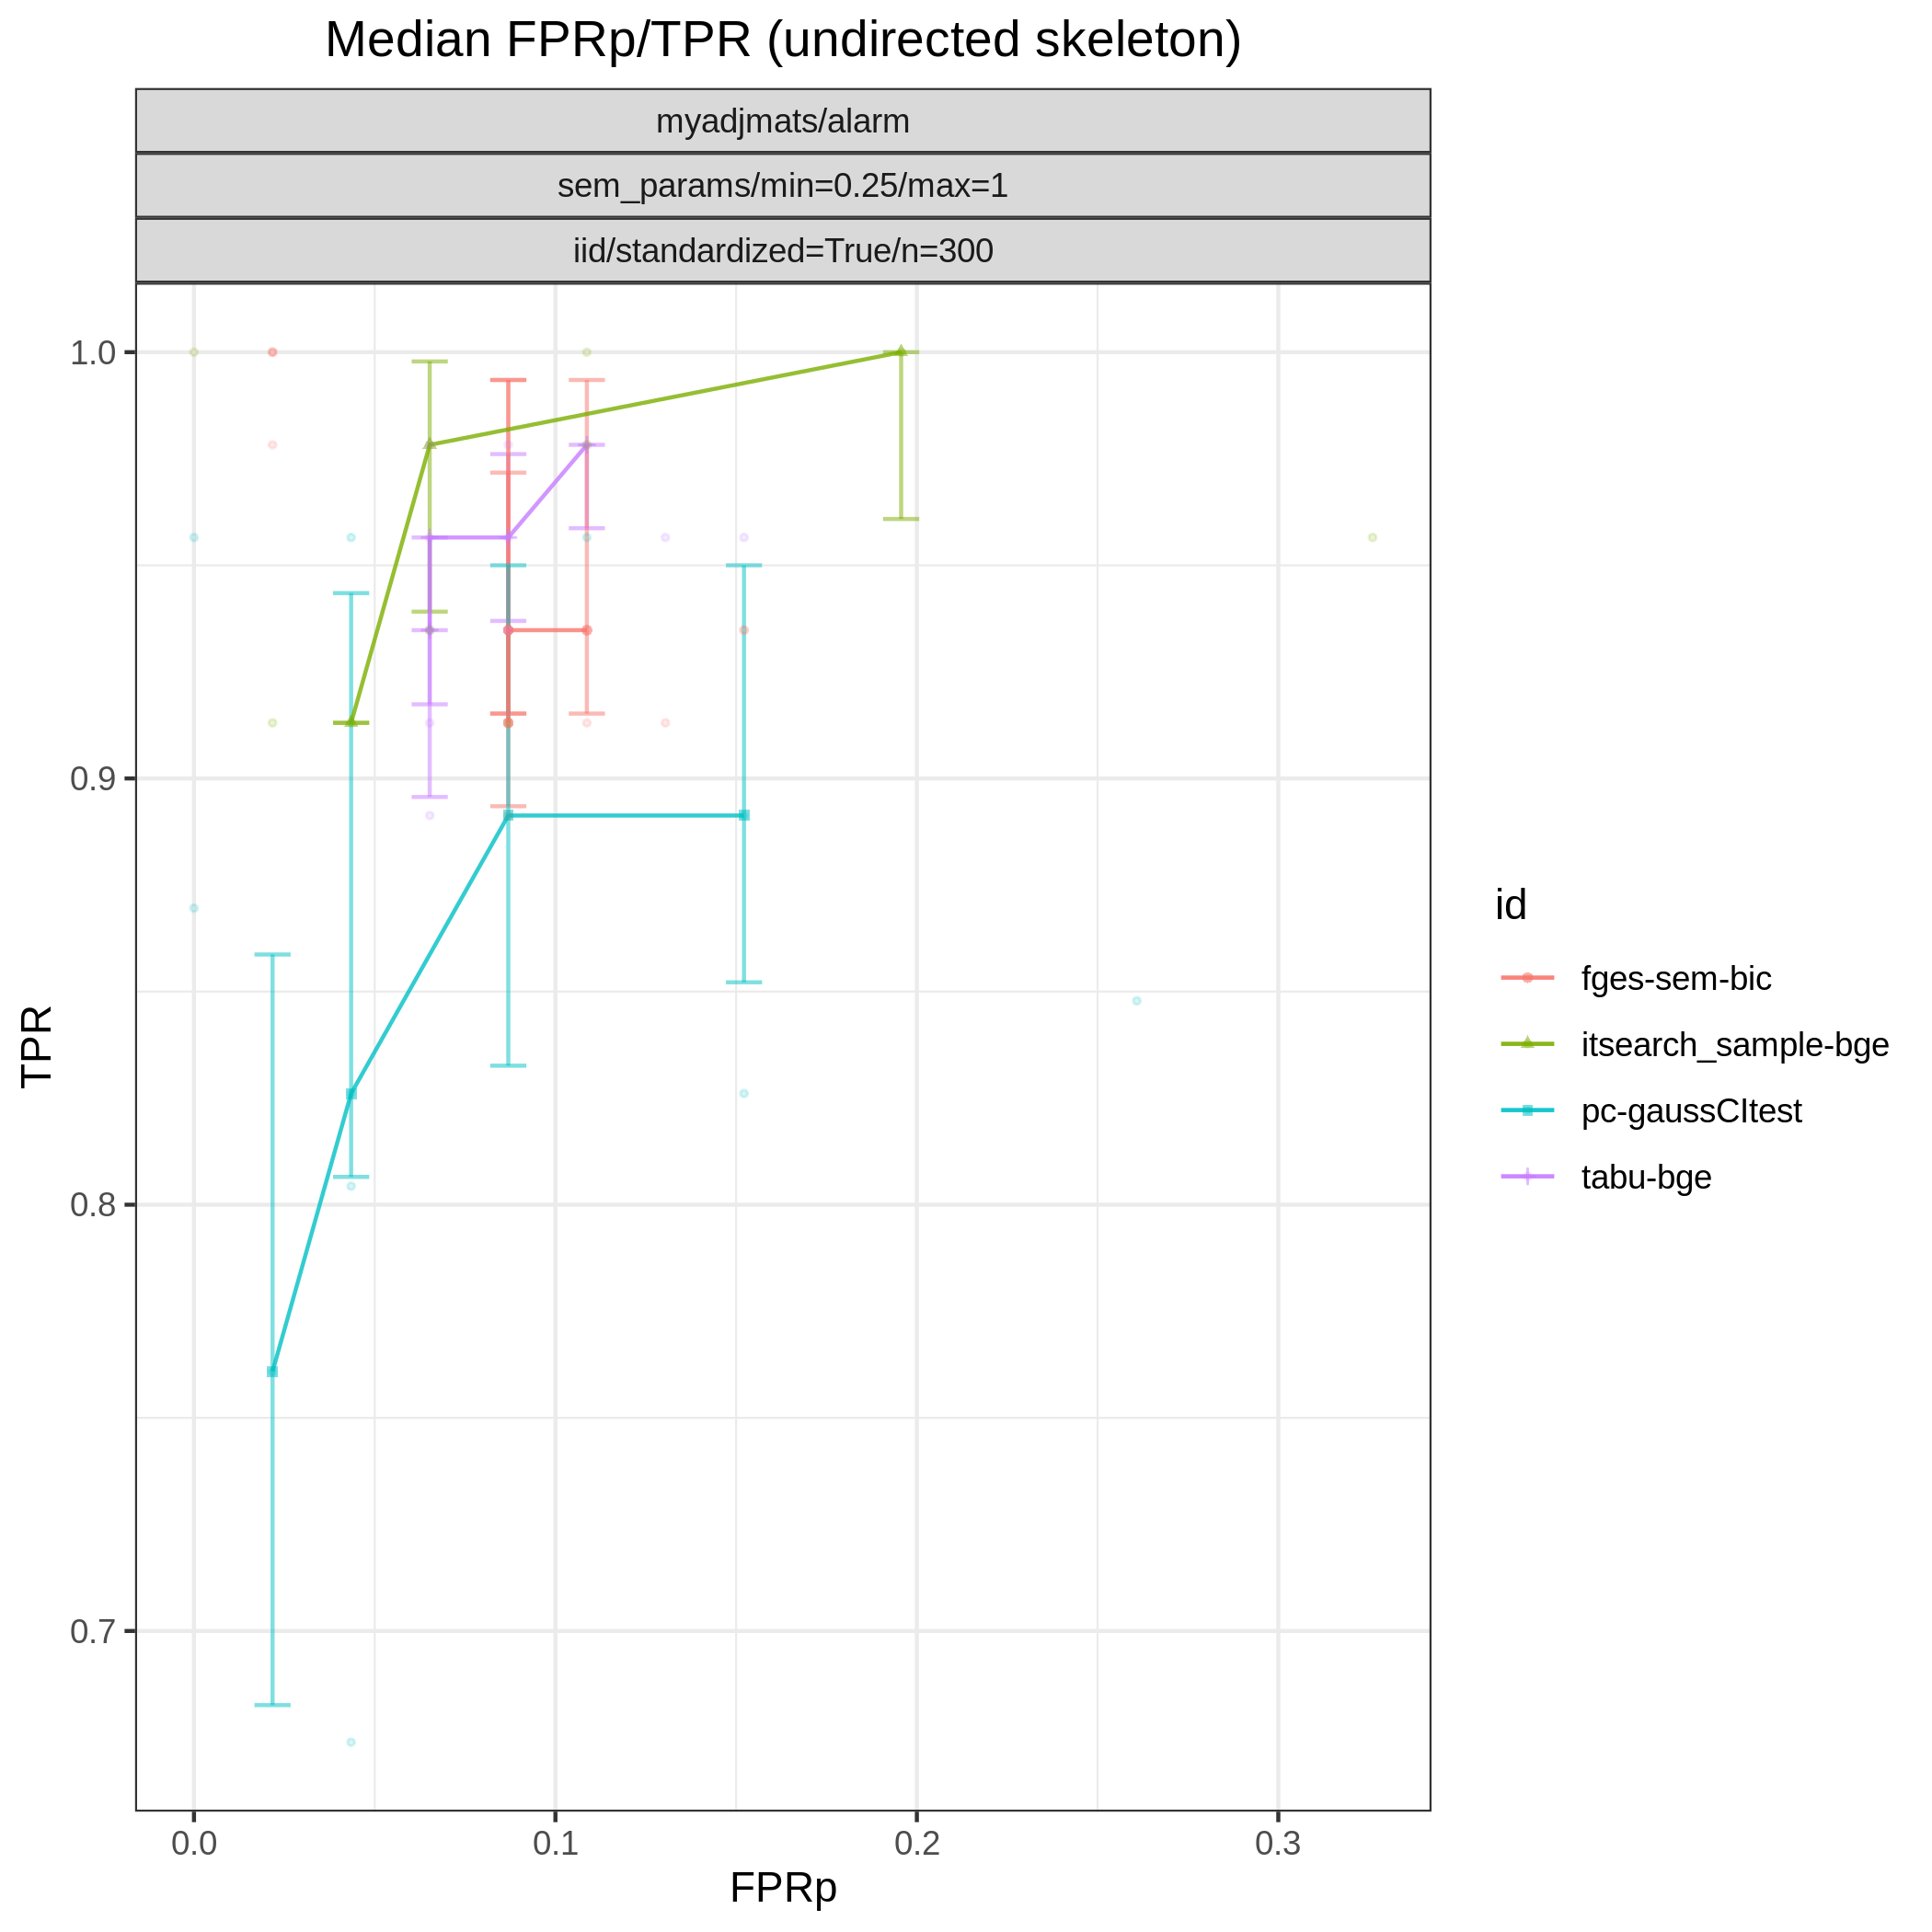 Median FPRp/TPR (undirected skeleton)
myadjmats/alarm
sem_params/min=0.25/max=1
iid/standardized=True/n=300
1.0
0.9
0.8
0.7
TPR
0.0 0.1 0.2 0.3
FPRp
id
fges-sem-bic
itsearch_sample-bge
pc-gaussCItest
tabu-bge